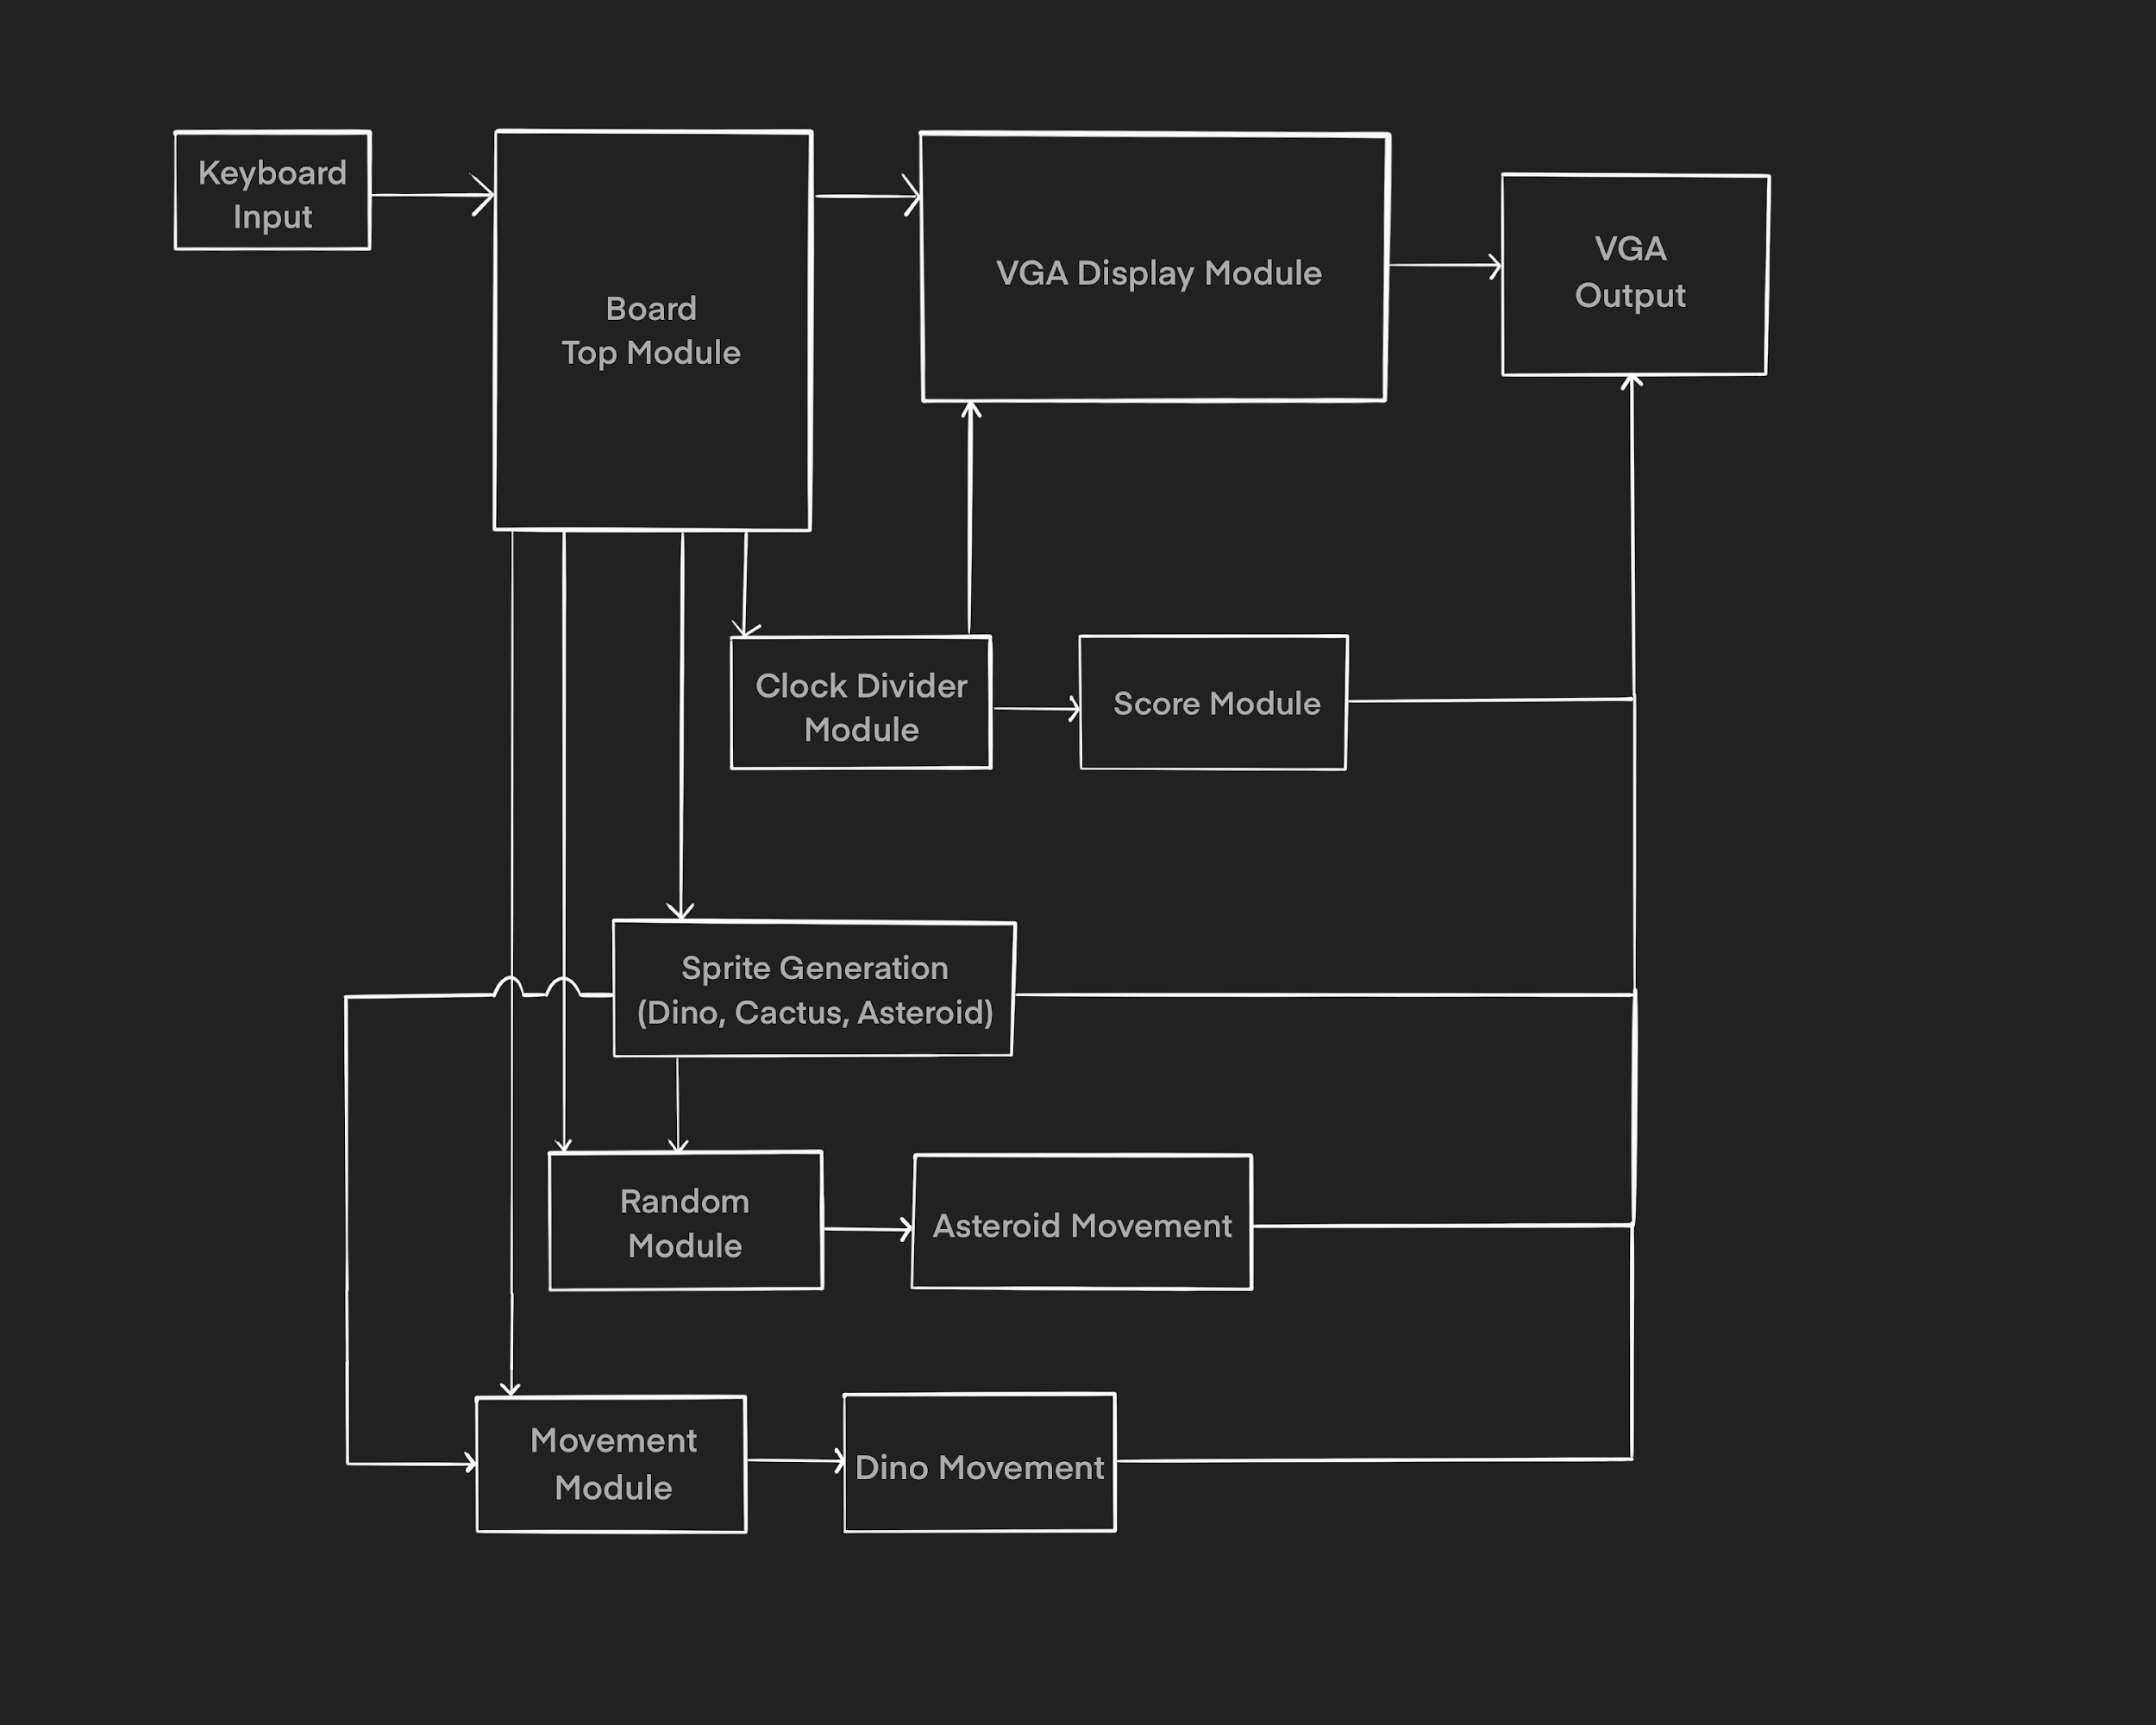 Keyboard
Input
Board
Top Module
VGA Display Module
VGA
Output
Clock Divider
Module
Score Module
Sprite Generation
(Dino, Cactus, Asteroid)
Random
Module
Asteroid Movement
Movement
Module
Dino Movement